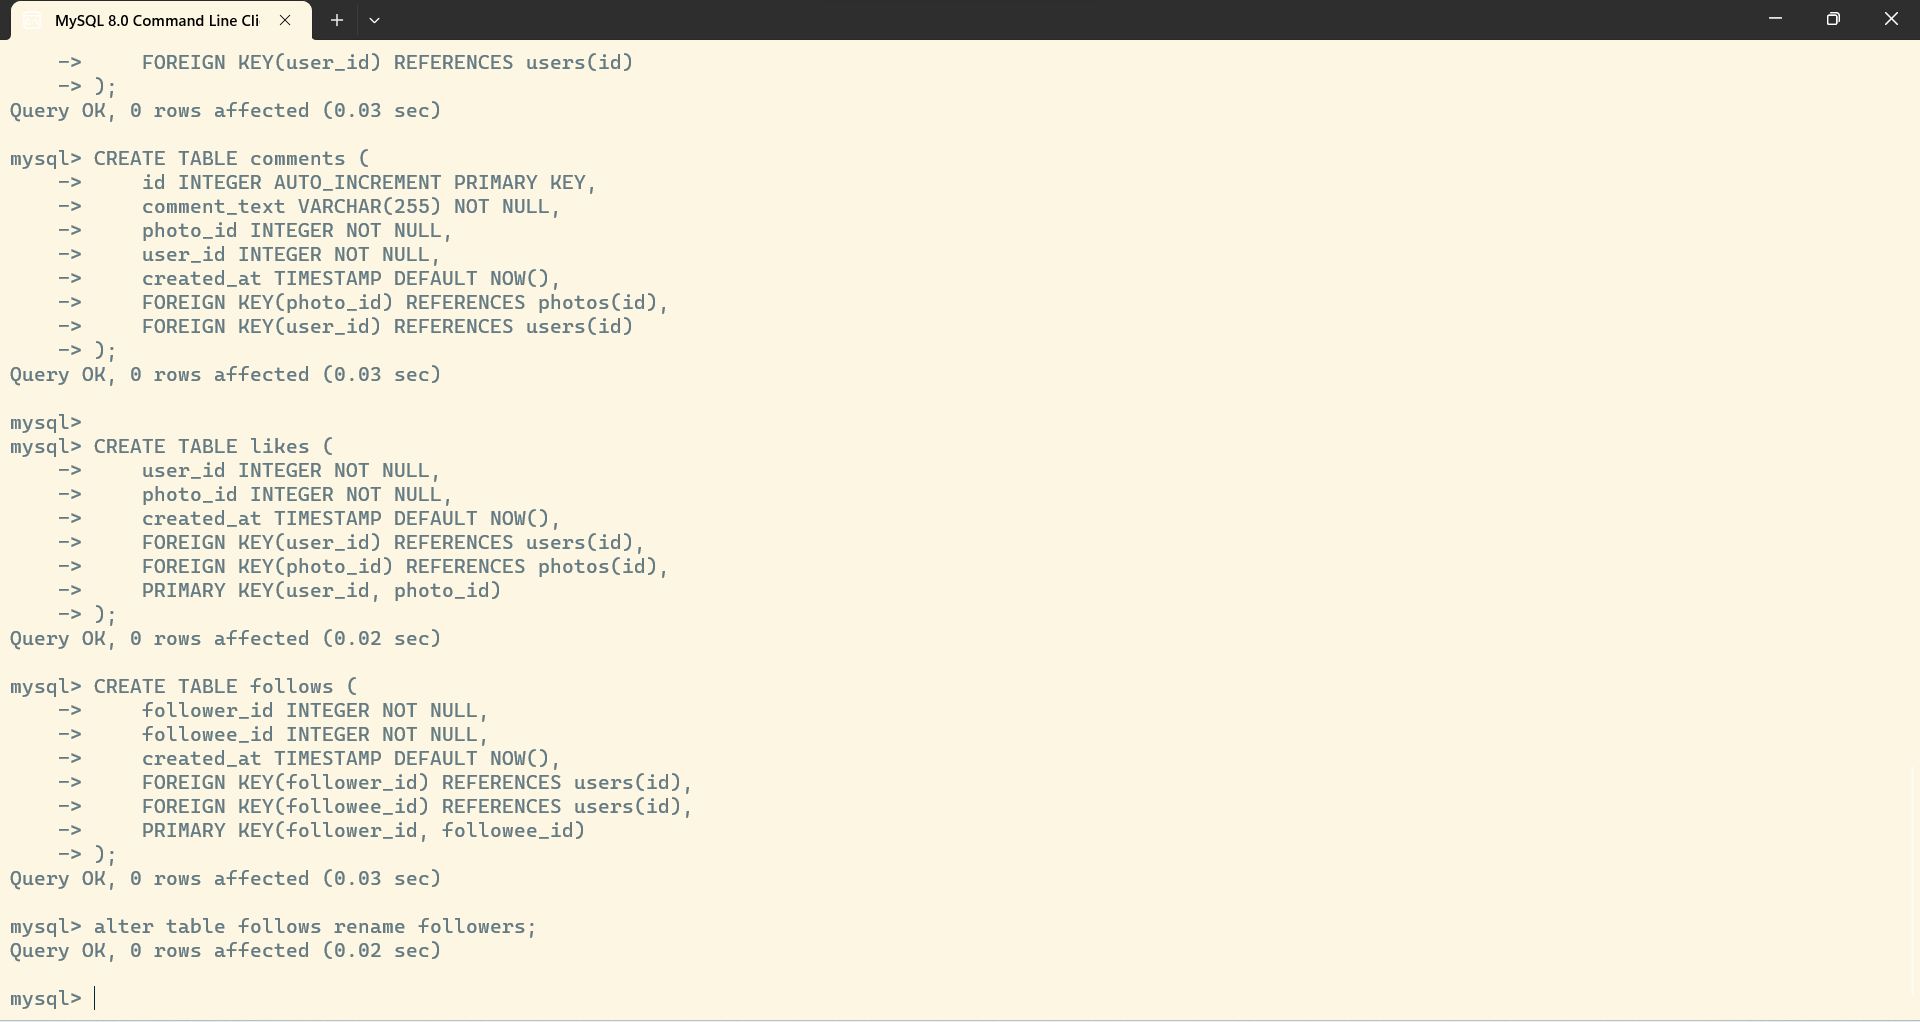 MySQL 8.0 Command Line Cli
    ->     FOREIGN KEY(user_id) REFERENCES users(id)
    -> );
Query OK, 0 rows affected (0.03 sec)

mysql> CREATE TABLE comments (
    ->     id INTEGER AUTO_INCREMENT PRIMARY KEY,
    ->     comment_text VARCHAR(255) NOT NULL,
    ->     photo_id INTEGER NOT NULL,
    ->     user_id INTEGER NOT NULL,
    ->     created_at TIMESTAMP DEFAULT NOW(),
    ->     FOREIGN KEY(photo_id) REFERENCES photos(id),
    ->     FOREIGN KEY(user_id) REFERENCES users(id)
    -> );
Query OK, 0 rows affected (0.03 sec)

mysql>
mysql> CREATE TABLE likes (
    ->     user_id INTEGER NOT NULL,
    ->     photo_id INTEGER NOT NULL,
    ->     created_at TIMESTAMP DEFAULT NOW(),
    ->     FOREIGN KEY(user_id) REFERENCES users(id),
    ->     FOREIGN KEY(photo_id) REFERENCES photos(id),
    ->     PRIMARY KEY(user_id, photo_id)
    -> );
Query OK, 0 rows affected (0.02 sec)

mysql> CREATE TABLE follows (
    ->     follower_id INTEGER NOT NULL,
    ->     followee_id INTEGER NOT NULL,
    ->     created_at TIMESTAMP DEFAULT NOW(),
    ->     FOREIGN KEY(follower_id) REFERENCES users(id),
    ->     FOREIGN KEY(followee_id) REFERENCES users(id),
    ->     PRIMARY KEY(follower_id, followee_id)
    -> );
Query OK, 0 rows affected (0.03 sec)

mysql> alter table follows rename followers;
Query OK, 0 rows affected (0.02 sec)

mysql>